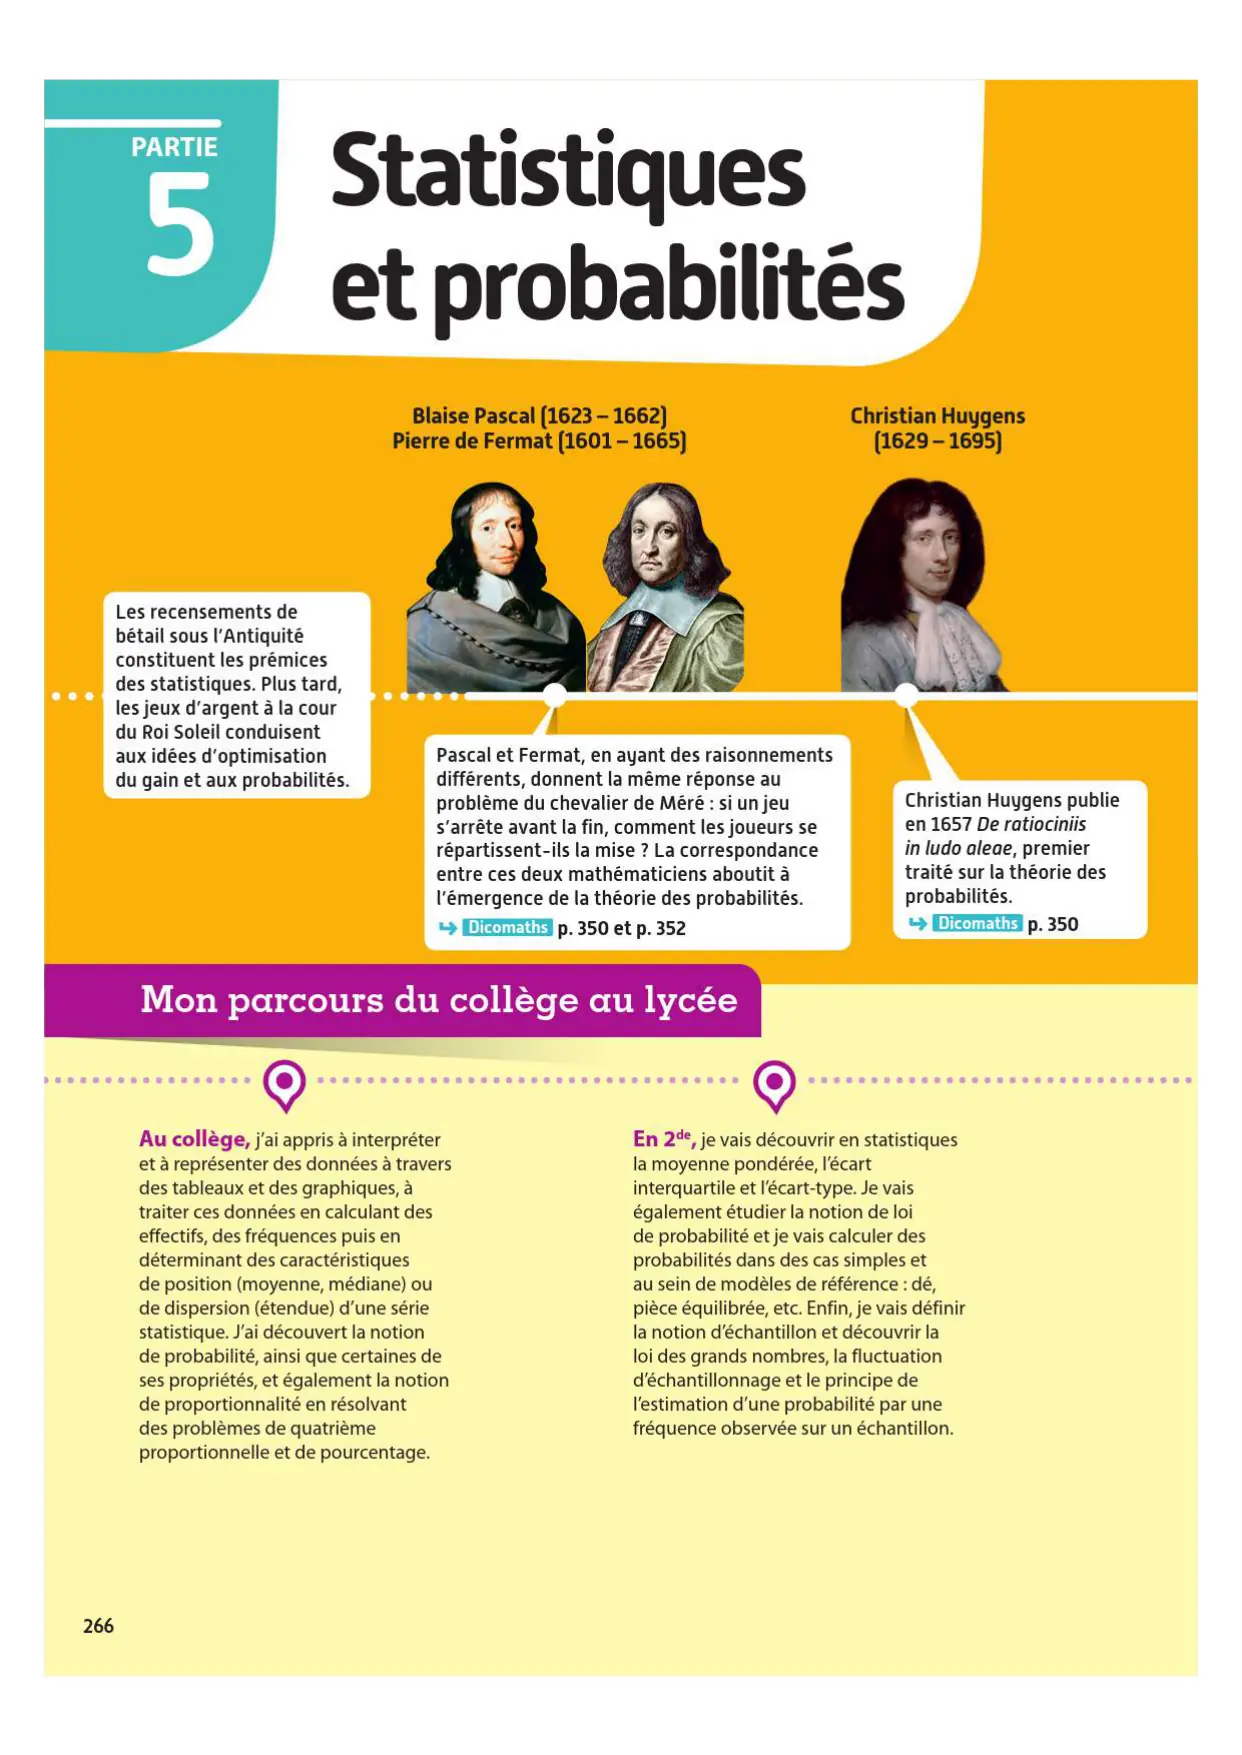 PARTIE
5
Statistiques
et probabilités
Blaise Pascal (1623 – 1662)
Pierre de Fermat (1601 – 1665)
Christian Huygens
(1629 – 1695)
Les recensements de
bétail sous l'Antiquité
constituent les prémices
des statistiques. Plus tard,
les jeux d'argent à la cour
du Roi Soleil conduisent
aux idées d'optimisation
du gain et aux probabilités.
Pascal et Fermat, en ayant des raisonnements
différents, donnent la même réponse au
problème du chevalier de Méré : si un jeu
s'arrête avant la fin, comment les joueurs se
répartissent-ils la mise ? La correspondance
entre ces deux mathématiciens aboutit à
l'émergence de la théorie des probabilités.
Dicomaths p. 350 et p. 352
Christian Huygens publie
en 1657 De ratiociniis
in ludo aleae, premier
traité sur la théorie des
probabilités.
Dicomaths p. 350
Mon parcours du collège au lycée
Au collège, j'ai appris à interpréter
et à représenter des données à travers
des tableaux et des graphiques, à
traiter ces données en calculant des
effectifs, des fréquences puis en
déterminant des caractéristiques
de position (moyenne, médiane) ou
de dispersion (étendue) d'une série
statistique. J'ai découvert la notion
de probabilité, ainsi que certaines de
ses propriétés, et également la notion
de proportionnalité en résolvant
des problèmes de quatrième
proportionnelle et de pourcentage.
En 2de, je vais découvrir en statistiques
la moyenne pondérée, l'écart
interquartile et l'écart-type. Je vais
également étudier la notion de loi
de probabilité et je vais calculer des
probabilités dans des cas simples et
au sein de modèles de référence : dé,
pièce équilibrée, etc. Enfin, je vais définir
la notion d'échantillon et découvrir la
loi des grands nombres, la fluctuation
d'échantillonnage et le principe de
l'estimation d'une probabilité par une
fréquence observée sur un échantillon.
266